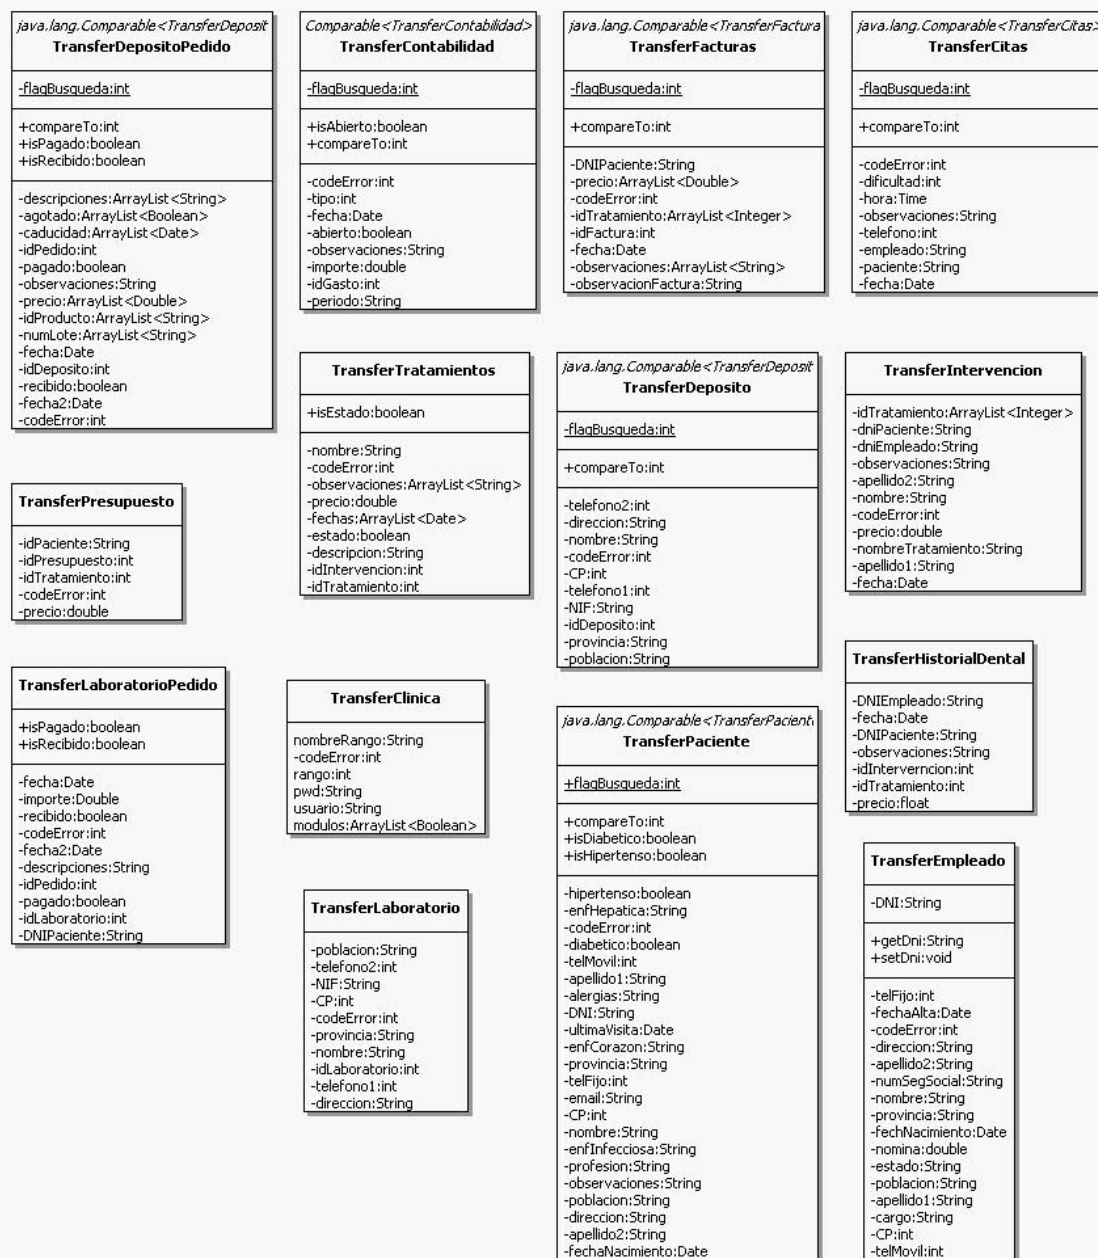 java.lang.Comparable<TransferDeposit
TransferDepositoPedido
-flagBusqueda:int
+compareTo:int
+isPagado:boolean
+isRecibido:boolean
-descripciones:ArrayList<String>
-agotado:ArrayList<Boolean>
-caducidad:ArrayList<Date>
-idPedido:int
-pagado:boolean
-observaciones:String
-precio:ArrayList<Double>
-idProducto:ArrayList<String>
-numLote:ArrayList<String>
-fecha:Date
-idDeposito:int
-recibido:boolean
-fecha2:Date
-codeError:int
Comparable<TransferContabilidad>
TransferContabilidad
-flagBusqueda:int
+isAbierto:boolean
+compareTo:int
-codeError:int
-tipo:int
-fecha:Date
-abierto:boolean
-observaciones:String
-importe:double
-idGasto:int
-periodo:String
java.lang.Comparable<TransferFactura
TransferFacturas
-flagBusqueda:int
+compareTo:int
-DNIPaciente:String
-precio:ArrayList<Double>
-codeError:int
-idTratamiento:ArrayList<Integer>
-idFactura:int
-fecha:Date
-observaciones:ArrayList<String>
-observacionFactura:String
java.lang.Comparable<TransferCitas>
TransferCitas
-flagBusqueda:int
+compareTo:int
-codeError:int
-dificultad:int
-hora:Time
-observaciones:String
-telefono:int
-empleado:String
-paciente:String
-fecha:Date
TransferTratamientos
+isEstado:boolean
-nombre:String
-codeError:int
-observaciones:ArrayList<String>
-precio:double
-fechas:ArrayList<Date>
-estado:boolean
-descripcion:String
-idIntervencion:int
-idTratamiento:int
java.lang.Comparable<TransferDeposit
TransferDeposito
-flagBusqueda:int
+compareTo:int
-telefono2:int
-direccion:String
-nombre:String
-codeError:int
-CP:int
-telefono1:int
-NIF:String
-idDeposito:int
-provincia:String
-poblacion:String
TransferIntervencion
-idTratamiento:ArrayList<Integer>
-dniPaciente:String
-dniEmpleado:String
-observaciones:String
-apellido2:String
-nombre:String
-codeError:int
-precio:double
-nombreTratamiento:String
-apellido1:String
-fecha:Date
TransferPresupuesto
-idPaciente:String
-idPresupuesto:int
-idTratamiento:int
-codeError:int
-precio:double
TransferLaboratorioPedido
+isPagado:boolean
+isRecibido:boolean
-fecha:Date
-importe:Double
-recibido:boolean
-codeError:int
-fecha2:Date
-descripciones:String
-idPedido:int
-pagado:boolean
-idLaboratorio:int
-DNIPaciente:String
TransferClinica
nombreRango:String
-codeError:int
rango:int
pwd:String
usuario:String
modulos:ArrayList<Boolean>
TransferLaboratorio
-poblacion:String
-telefono2:int
-NIF:String
-CP:int
-codeError:int
-provincia:String
-nombre:String
-idLaboratorio:int
-telefono1:int
-direccion:String
java.lang.Comparable<TransferPacient
TransferPaciente
+flagBusqueda:int
+compareTo:int
+isDiabetico:boolean
+isHipertenso:boolean
-hipertenso:boolean
-enfHepatica:String
-codeError:int
-diabetico:boolean
-telMovil:int
-apellido1:String
-alergias:String
-DNI:String
-ultimaVisita:Date
-enfCorazon:String
-provincia:String
-telFijo:int
-email:String
-CP:int
-nombre:String
-enfInfecciosa:String
-profesion:String
-observaciones:String
-poblacion:String
-direccion:String
-apellido2:String
-fechaNacimiento:Date
TransferHistorialDental
-DNIEmpleado:String
-fecha:Date
-DNIPaciente:String
-observaciones:String
-idInterverncion:int
-idTratamiento:int
-precio:float
TransferEmpleado
-DNI:String
+getDni:String
+setDni:void
-telFijo:int
-fechaAlta:Date
-codeError:int
-direccion:String
-apellido2:String
-numSegSocial:String
-nombre:String
-provincia:String
-fechNacimiento:Date
-nomina:double
-estado:String
-poblacion:String
-apellido1:String
-cargo:String
-CP:int
-telMovil:int